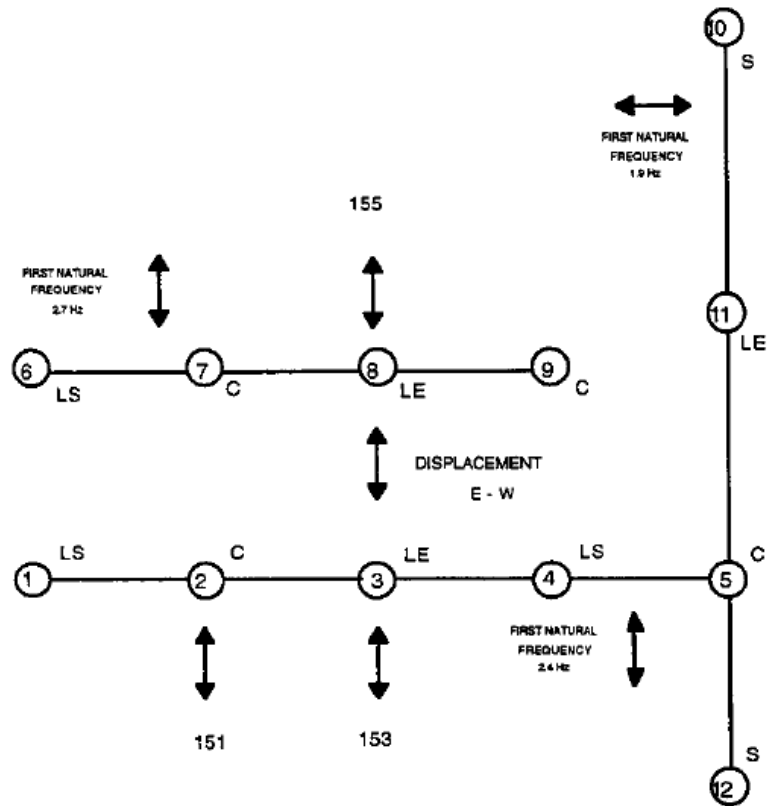 10
S
FIRST NATURAL
FREQUENCY
1.9 Hz
155
FIRST NATURAL
FREQUENCY
2.7 Hz
11
LE
6
LS
7
C
8
LE
9
C
DISPLACEMENT
E - W
1
LS
2
C
3
LE
4
LS
5
C
FIRST NATURAL
FREQUENCY
2.4 Hz
151
153
S
12